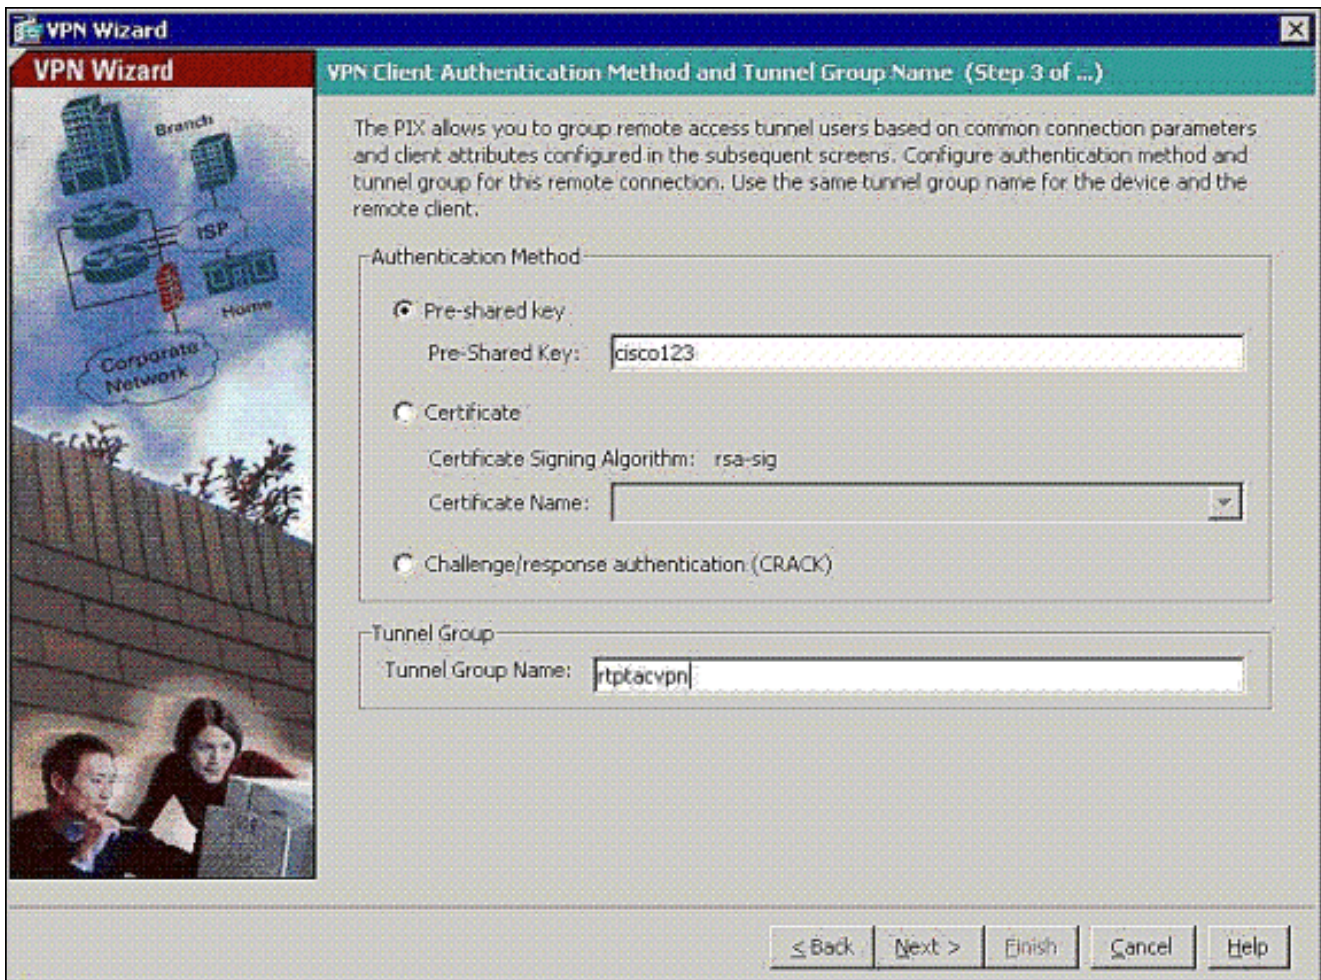 VPN Wizard
VPN Wizard
Branch
ISP
Home
Corporate
Network
VPN Client Authentication Method and Tunnel Group Name (Step 3 of ...)
The PIX allows you to group remote access tunnel users based on common connection parameters
and client attributes configured in the subsequent screens. Configure authentication method and
tunnel group for this remote connection. Use the same tunnel group name for the device and the
remote client.
Authentication Method
Pre-shared key
Pre-Shared Key: cisco123
Certificate
Certificate Signing Algorithm: rsa-sig
Certificate Name:
Challenge/response authentication (CRACK)
Tunnel Group
Tunnel Group Name: rtptacvpn
< Back Next > Finish Cancel Help